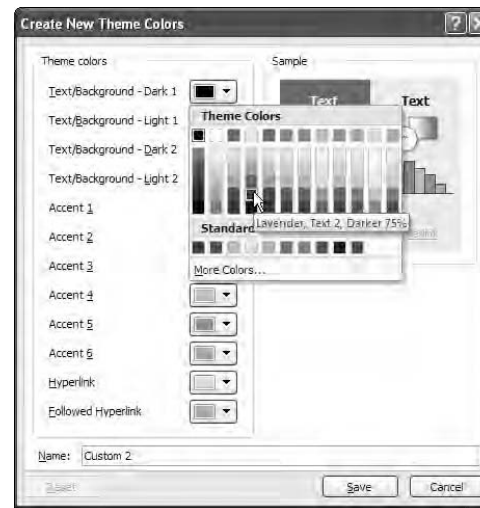 Create New Theme Colors
Theme colors
Sample
Text/Background - Dark 1
Text/Background - Light 1
Text/Background - Dark 2
Text/Background - Light 2
Accent 1
Accent 2
Accent 3
Accent 4
Accent 5
Accent 6
Hyperlink
Followed Hyperlink
Text
Text
Theme Colors
Lavender, Text 2, Darker 75%
Standard
More Colors...
Name: Custom 2
Reset
Save
Cancel